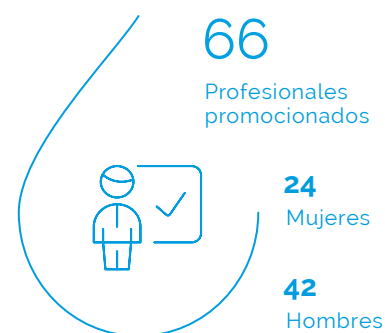 66
Profesionales
promocionados
24
Mujeres
42
Hombres